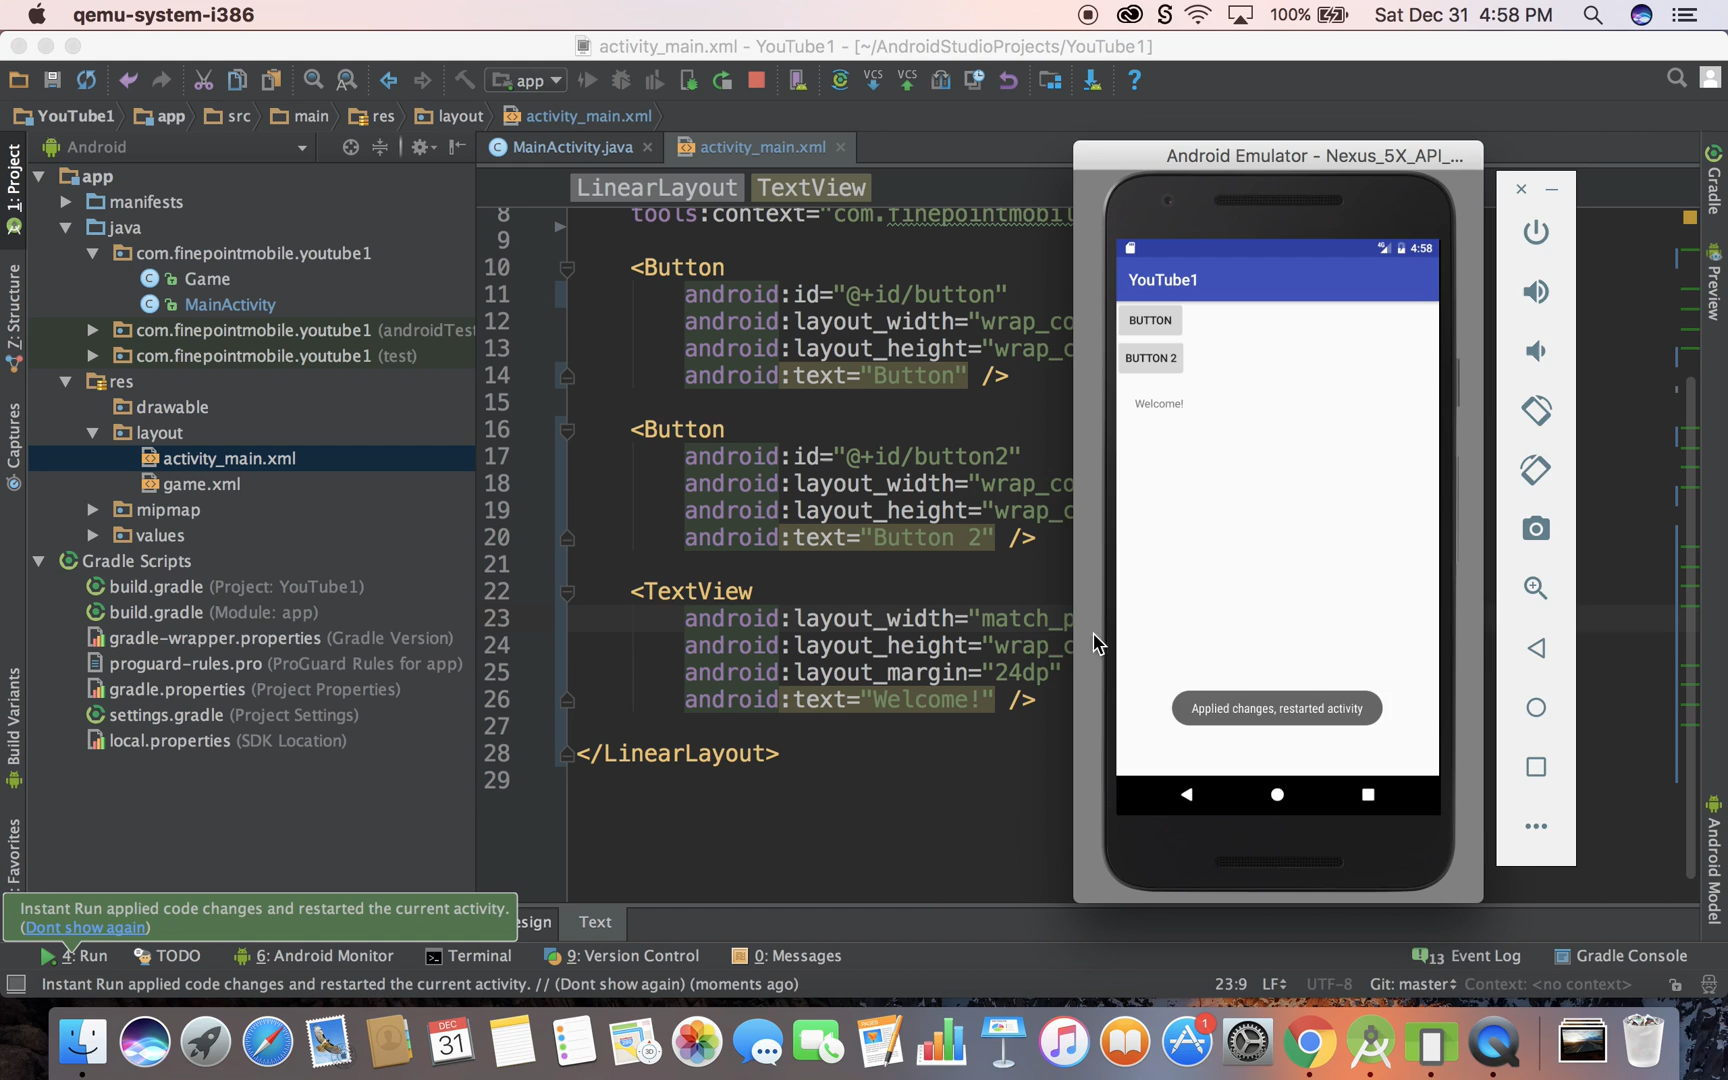 qemu-system-i386
100%
Sat Dec 31 4:58 PM
activity_main.xml - YouTube1 - [~/AndroidStudioProjects/YouTube1]
app
VCS
VCS
?
YouTube1
app
src
main
res
layout
activity_main.xml
Android
MainActivity.java
activity_main.xml
LinearLayout
TextView
1: Project
Z: Structure
Captures
Build Variants
Favorites
app
manifests
java
com.finepointmobile.youtube1
Game
MainActivity
com.finepointmobile.youtube1 (androidTest
com.finepointmobile.youtube1 (test)
res
drawable
layout
activity_main.xml
game.xml
mipmap
values
Gradle Scripts
build.gradle (Project: YouTube1)
build.gradle (Module: app)
gradle-wrapper.properties (Gradle Version)
proguard-rules.pro (ProGuard Rules for app)
gradle.properties (Project Properties)
settings.gradle (Project Settings)
local.properties (SDK Location)
8 tools:context="com.finepointmobil
9
10 <Button
11 android:id="@+id/button"
12 android:layout_width="wrap_co
13 android:layout_height="wrap_c
14 android:text="Button" />
15
16 <Button
17 android:id="@+id/button2"
18 android:layout_width="wrap_co
19 android:layout_height="wrap_c
20 android:text="Button 2" />
21
22 <TextView
23 android:layout_width="match_p
24 android:layout_height="wrap_c
25 android:layout_margin="24dp"
26 android:text="Welcome!" />
27
28 </LinearLayout>
29
Android Emulator - Nexus_5X_API_...
4:58
YouTube1
BUTTON
BUTTON 2
Welcome!
Applied changes, restarted activity
Gradle
Preview
Android Model
Instant Run applied code changes and restarted the current activity.
(Dont show again)
esign
Text
4: Run
TODO
6: Android Monitor
Terminal
9: Version Control
0: Messages
13 Event Log
Gradle Console
Instant Run applied code changes and restarted the current activity. // (Dont show again) (moments ago)
23:9
LF
UTF-8
Git: master
Context: <no context>
DEC
31
3D
1